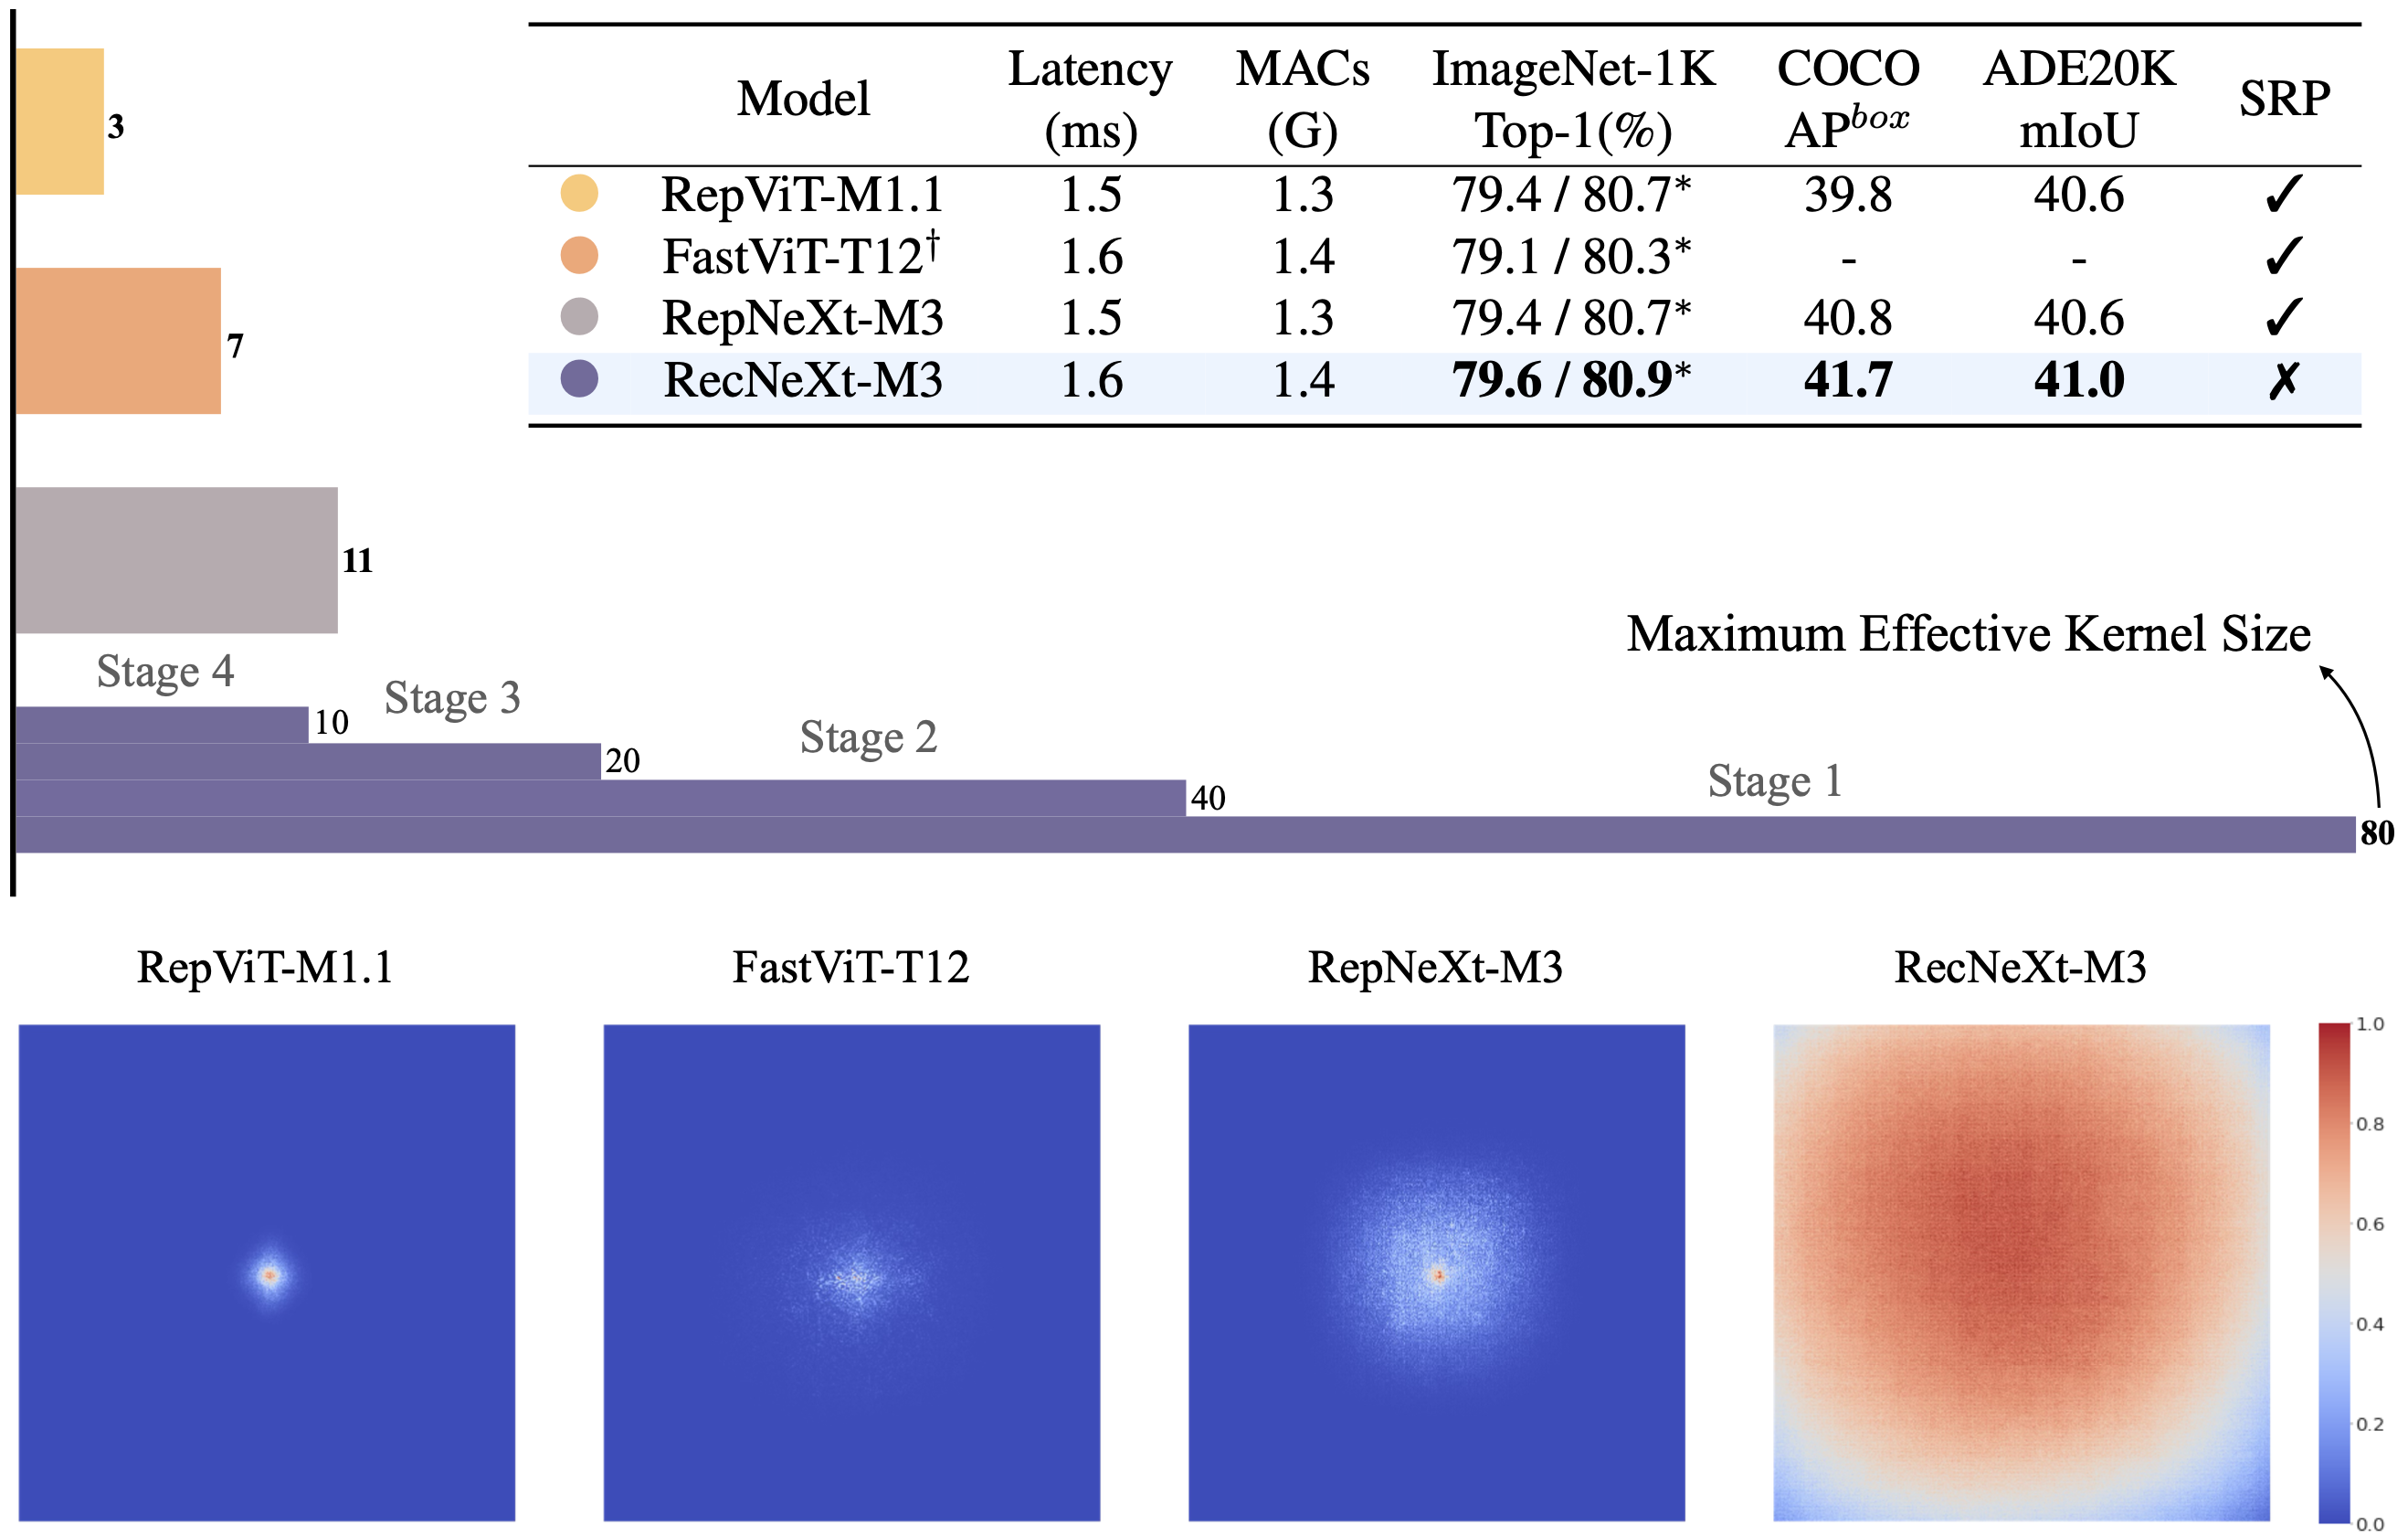 Model Latency (ms) MACs (G) ImageNet-1K Top-1(%) COCO AP^box ADE20K mIoU SRP
RepViT-M1.1 1.5 1.3 79.4 / 80.7* 39.8 40.6 ✓
FastViT-T12† 1.6 1.4 79.1 / 80.3* - - ✓
RepNeXt-M3 1.5 1.3 79.4 / 80.7* 40.8 40.6 ✓
RecNeXt-M3 1.6 1.4 79.6 / 80.9* 41.7 41.0 ✗
3
7
11
Maximum Effective Kernel Size
Stage 4
10
Stage 3
20
Stage 2
40
Stage 1
80
RepViT-M1.1
FastViT-T12
RepNeXt-M3
RecNeXt-M3
1.0
0.8
0.6
0.4
0.2
0.0